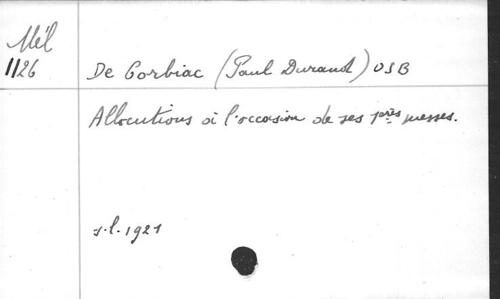 Mél
1126
De Corbiac (Paul Durand) OSB
Allocutions à l'occasion de ses 1ères messes.
s.l. 1921